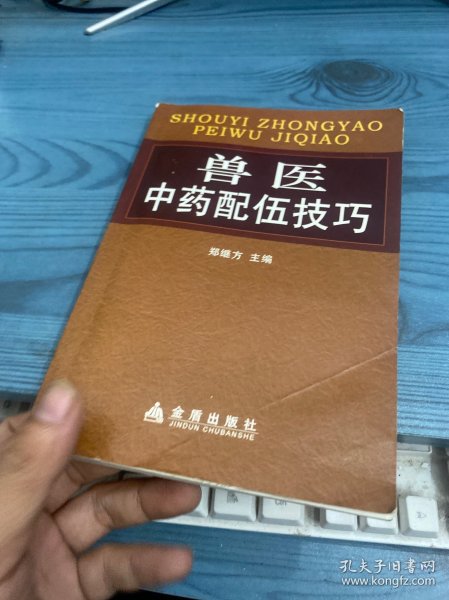 SHOUYI ZHONGYAO
PEIWU JIQIAO
兽医
中药配伍技巧
郑继方 主编
金盾出版社
JINDUN CHUBANSHE
孔夫子旧书网
www.kongfz.com